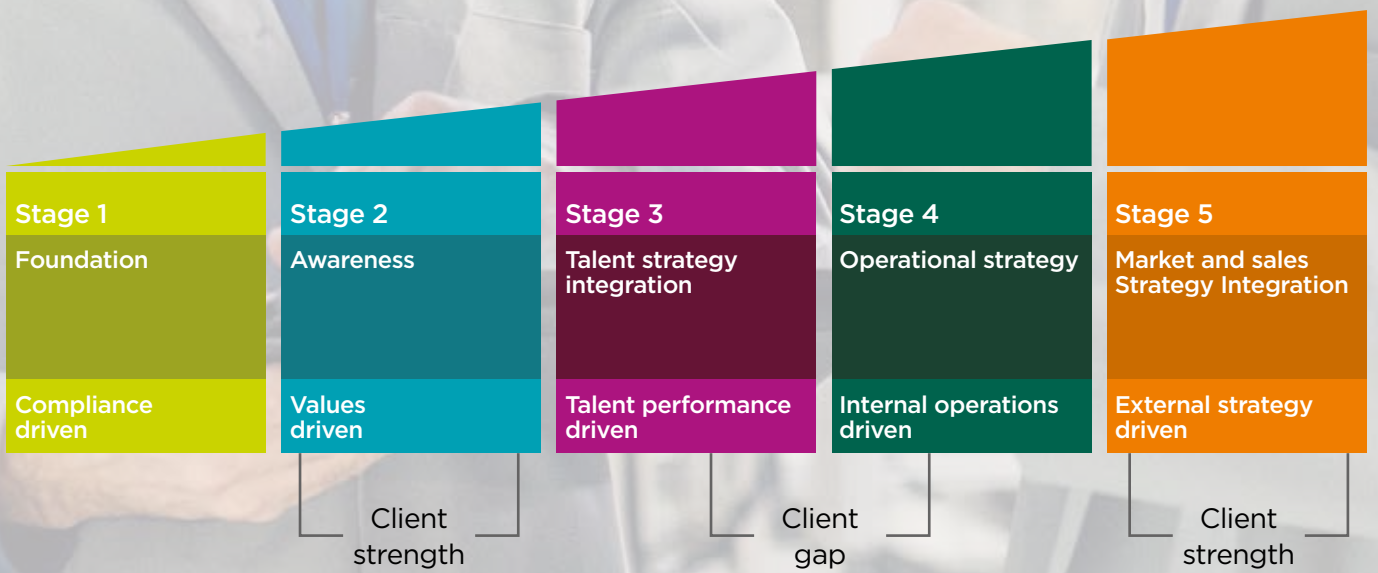 Stage 1
Foundation
Compliance
driven
Stage 2
Awareness
Values
driven
Stage 3
Talent strategy
integration
Talent performance
driven
Stage 4
Operational strategy
Internal operations
driven
Stage 5
Market and sales
Strategy Integration
External strategy
driven
Client
strength
Client
gap
Client
strength